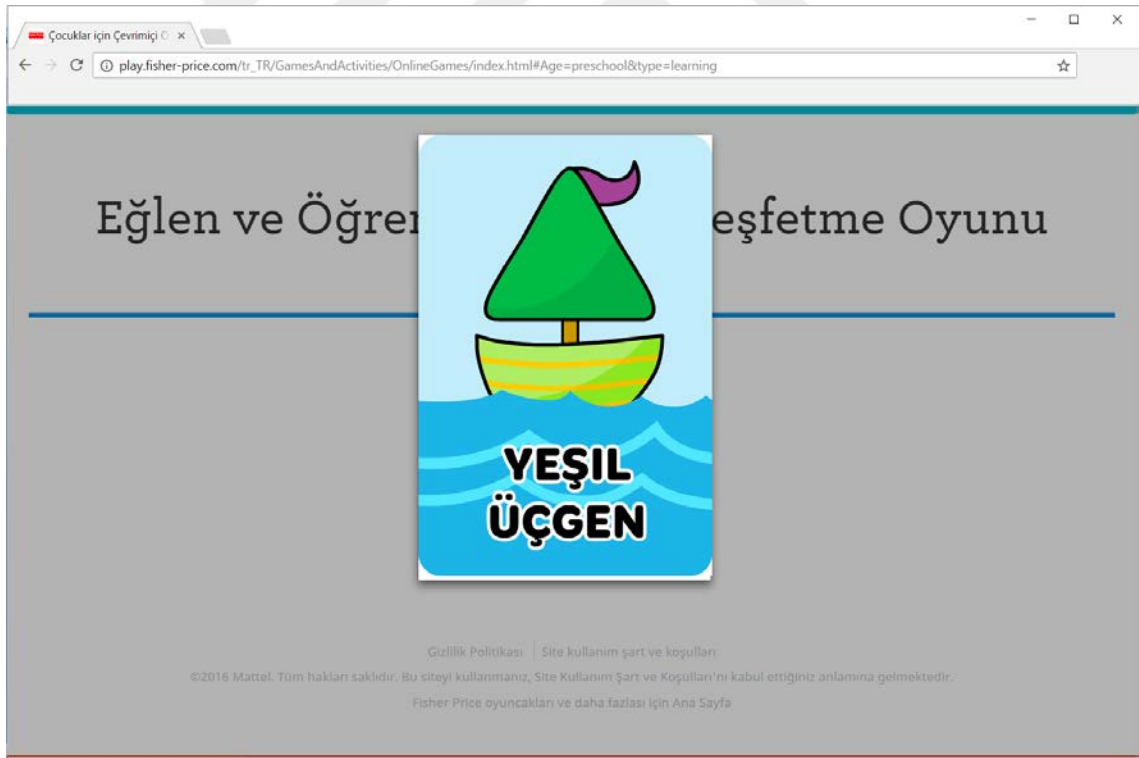 Çocuklar için Çevrimiçi
play.fisher-price.com/tr_TR/GamesAndActivities/OnlineGames/index.html#Age=preschool&type=learning
Eğlen ve Öğren eşfetme Oyunu
YEŞIL
ÜÇGEN
Gizlilik Politikası | Site kullanım şart ve koşulları
©2016 Mattel. Tüm hakları saklıdır. Bu siteyi kullanmanız, Site Kullanım Şart ve Koşulları'nı kabul ettiğiniz anlamına gelmektedir.
Fisher Price oyuncakları ve daha fazlası için Ana Sayfa